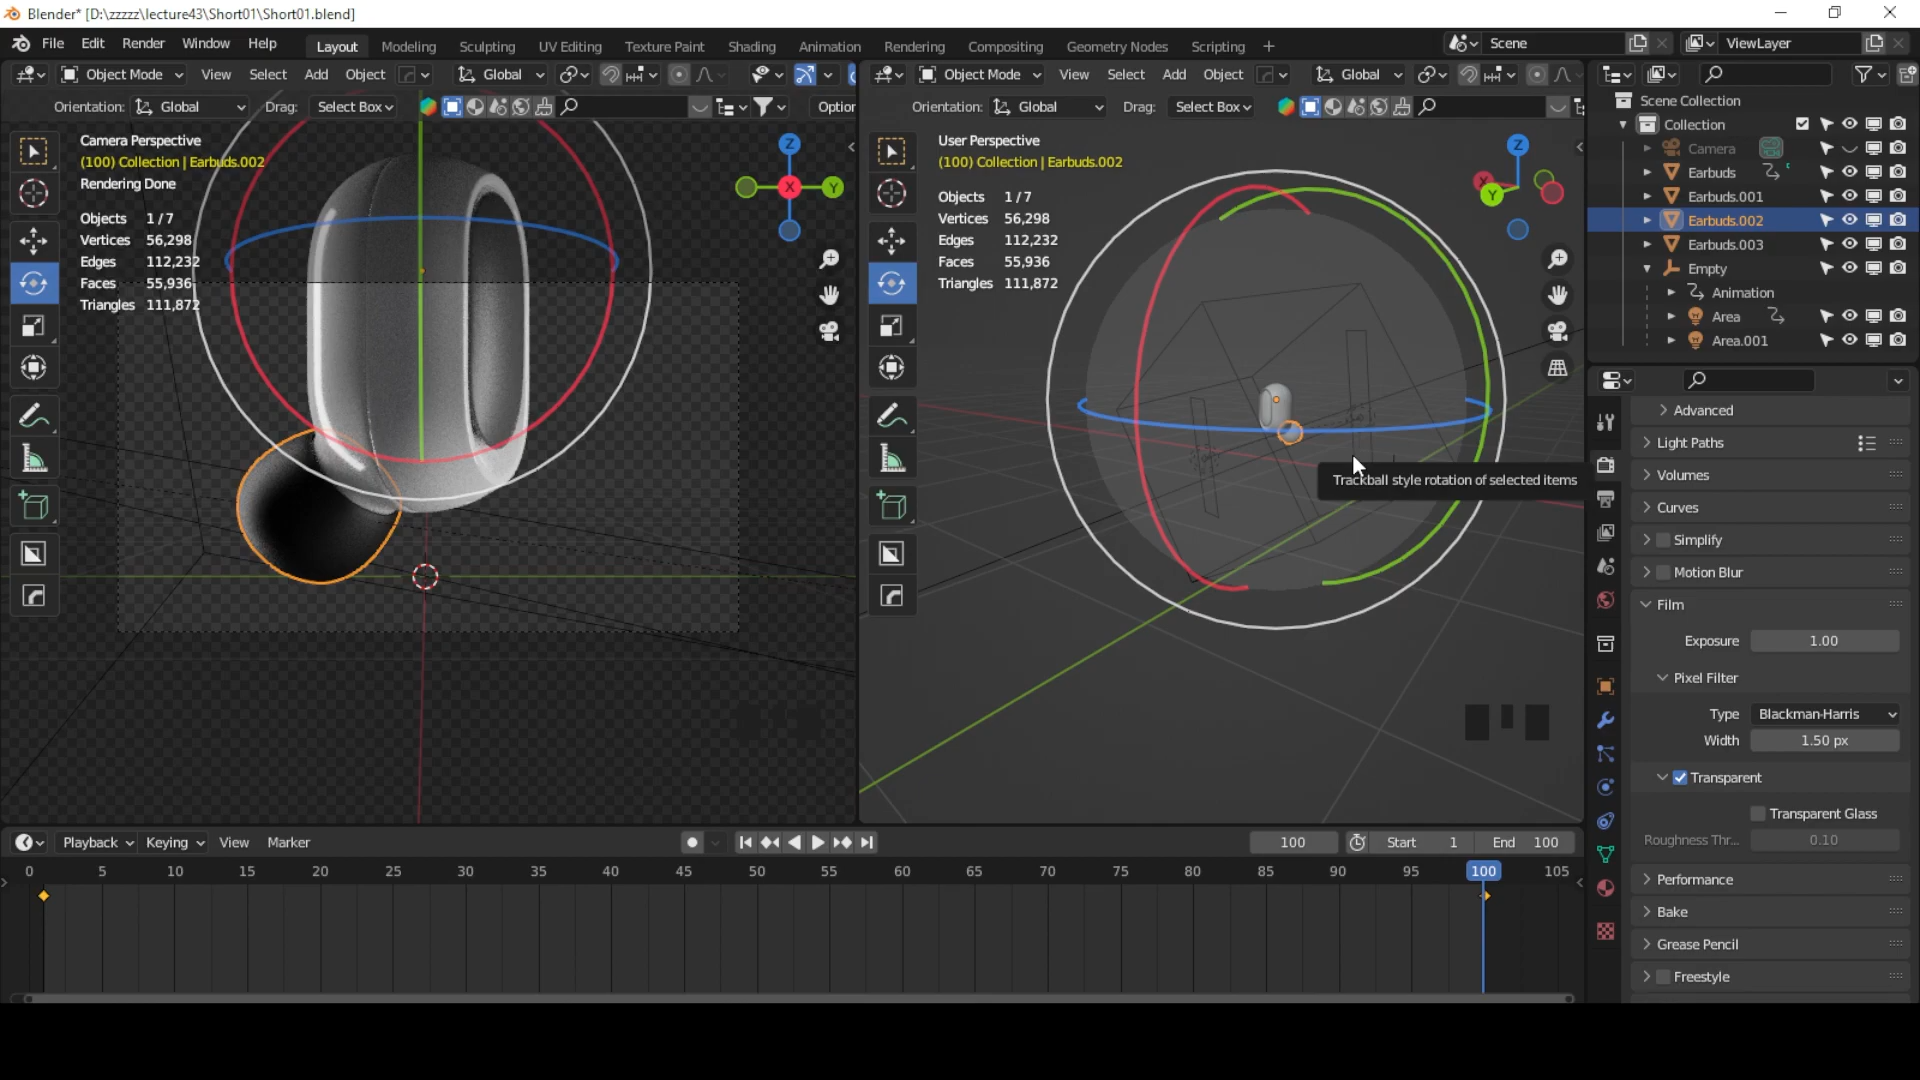 Blender* [D:\zzzzz\lecture43\Short01\Short01.blend]
File Edit Render Window Help
Layout Modeling Sculpting UV Editing Texture Paint Shading Animation Rendering Compositing Geometry Nodes Scripting +
Scene
ViewLayer
Object Mode View Select Add Object Global
Orientation: Global Drag: Select Box
Option
Camera Perspective
(100) Collection | Earbuds.002
Rendering Done
Objects 1/7
Vertices 56,298
Edges 112,232
Faces 55,936
Triangles 111,872
Z
X
Y
Object Mode View Select Add Object Global
Orientation: Global Drag: Select Box
User Perspective
(100) Collection | Earbuds.002
Objects 1/7
Vertices 56,298
Edges 112,232
Faces 55,936
Triangles 111,872
Z
X
Y
Trackball style rotation of selected items
Scene Collection
Collection
Camera
Earbuds
Earbuds.001
Earbuds.002
Earbuds.003
Empty
Animation
Area
Area.001
Advanced
Light Paths
Volumes
Curves
Simplify
Motion Blur
Film
Exposure 1.00
Pixel Filter
Type Blackman-Harris
Width 1.50 px
Transparent
Transparent Glass
Roughness Thr... 0.10
Performance
Bake
Grease Pencil
Freestyle
Playback Keying View Marker
100 Start 1 End 100
0 5 10 15 20 25 30 35 40 45 50 55 60 65 70 75 80 85 90 95 100 105